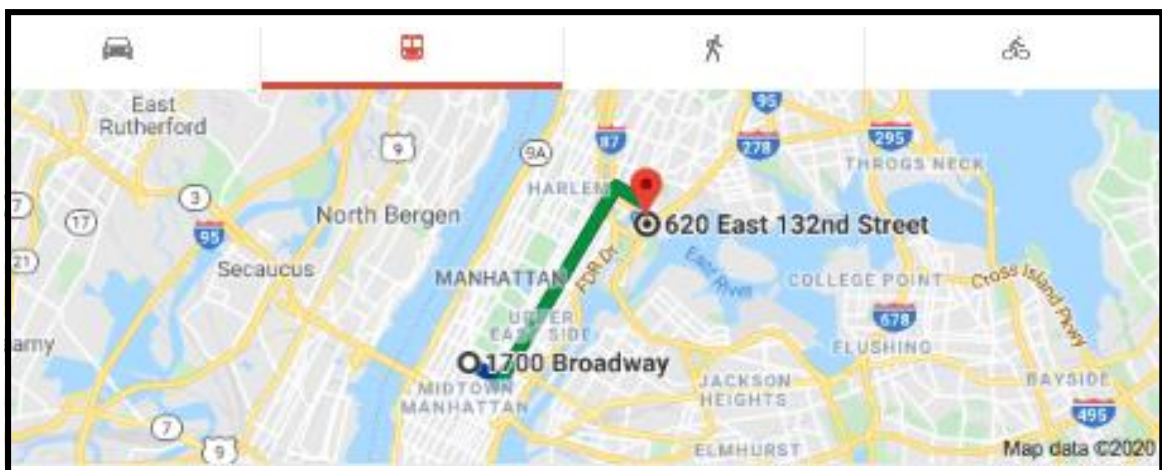 East
Rutherford
95
9
87
278
295
9A
THROGS NECK
HARLEM
3
17
North Bergen
620 East 132nd Street
95
21
Secaucus
MANHATTAN
FDR Dr
East River
COLLEGE POINT
Cross Island Pkwy
UPPER
EAST SIDE
678
arny
1700 Broadway
FLUSHING
MIDTOWN
MANHATTAN
JACKSON
HEIGHTS
BAYSIDE
495
7
9
ELMHURST
Map data ©2020